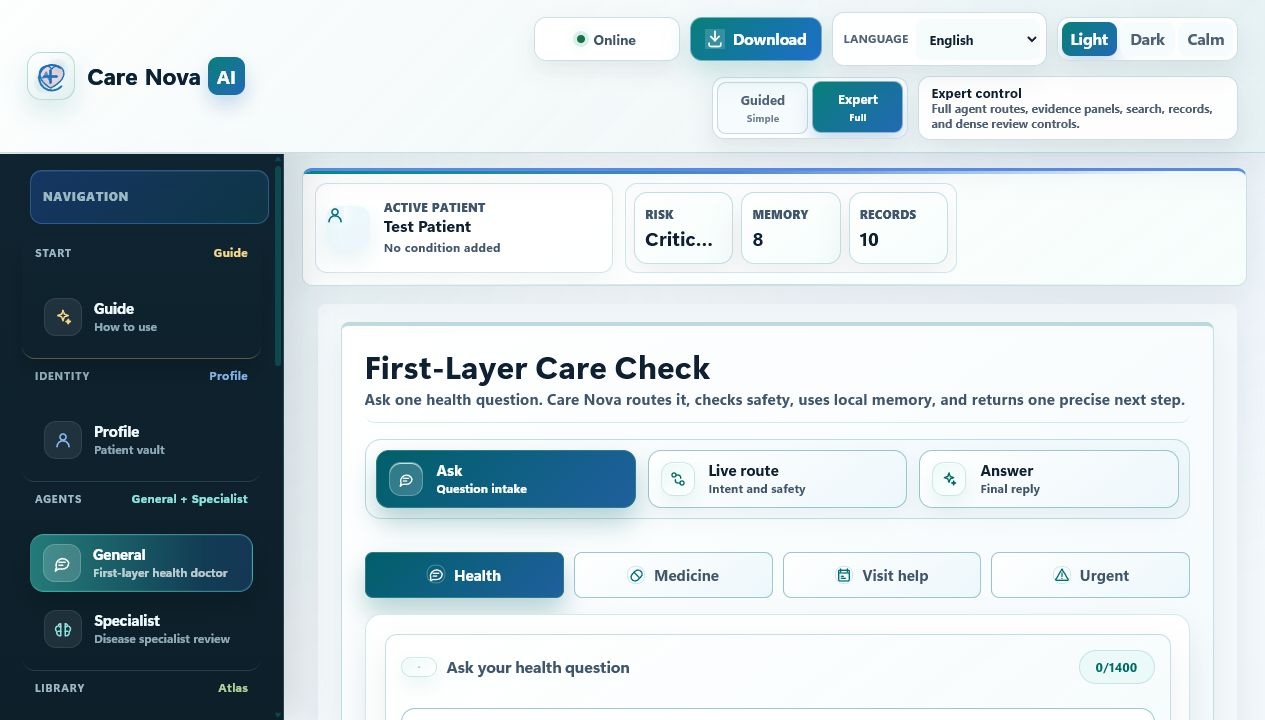 Care Nova AI
Online
Download
LANGUAGE
English
Light
Dark
Calm
Guided
Simple
Expert
Full
Expert control
Full agent routes, evidence panels, search, records,
and dense review controls.
NAVIGATION
START
Guide
Guide
How to use
IDENTITY
Profile
Profile
Patient vault
AGENTS
General + Specialist
General
First-layer health doctor
Specialist
Disease specialist review
LIBRARY
Atlas
ACTIVE PATIENT
Test Patient
No condition added
RISK
Critic...
MEMORY
8
RECORDS
10
First-Layer Care Check
Ask one health question. Care Nova routes it, checks safety, uses local memory, and returns one precise next step.
Ask
Question intake
Live route
Intent and safety
Answer
Final reply
Health
Medicine
Visit help
Urgent
Ask your health question
0/1400